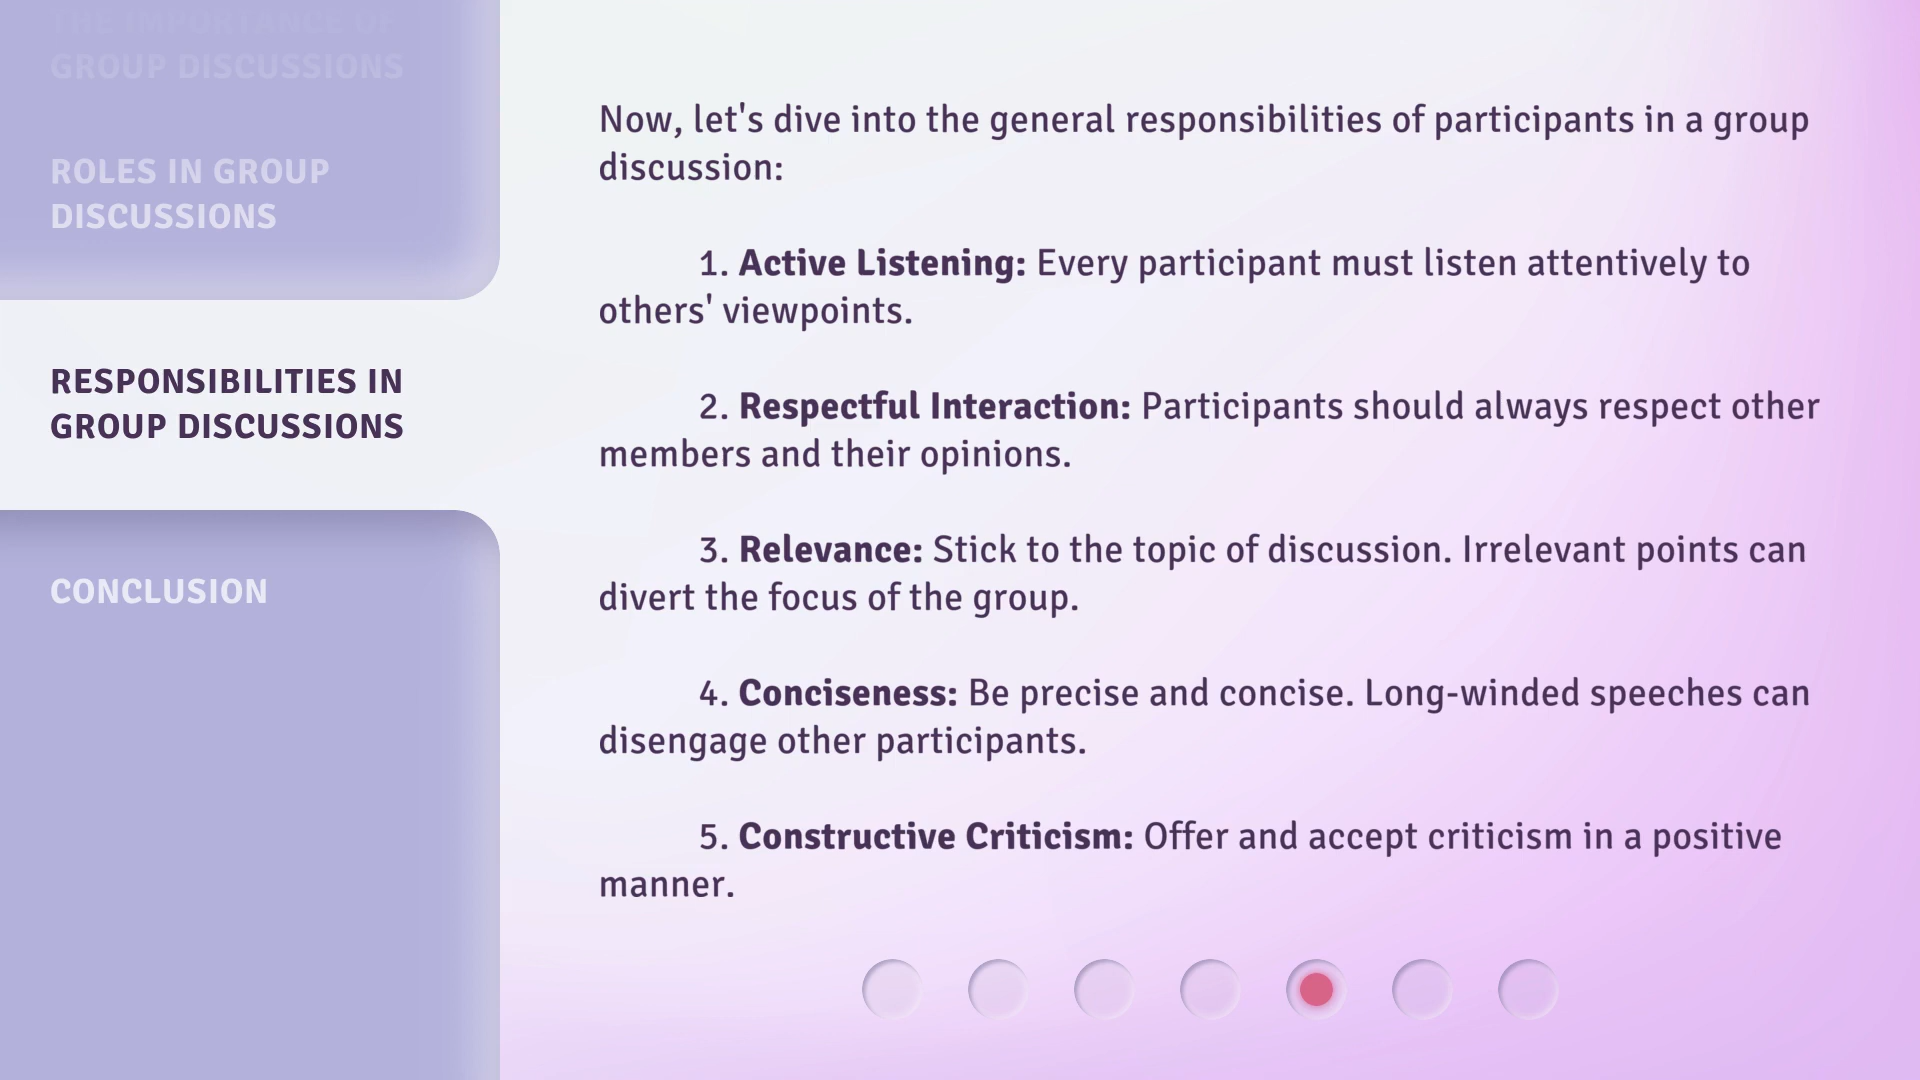 THE IMPORTANCE OF
GROUP DISCUSSIONS
ROLES IN GROUP
DISCUSSIONS
RESPONSIBILITIES IN
GROUP DISCUSSIONS
CONCLUSION
Now, let's dive into the general responsibilities of participants in a group
discussion:
1. Active Listening: Every participant must listen attentively to
others' viewpoints.
2. Respectful Interaction: Participants should always respect other
members and their opinions.
3. Relevance: Stick to the topic of discussion. Irrelevant points can
divert the focus of the group.
4. Conciseness: Be precise and concise. Long-winded speeches can
disengage other participants.
5. Constructive Criticism: Offer and accept criticism in a positive
manner.